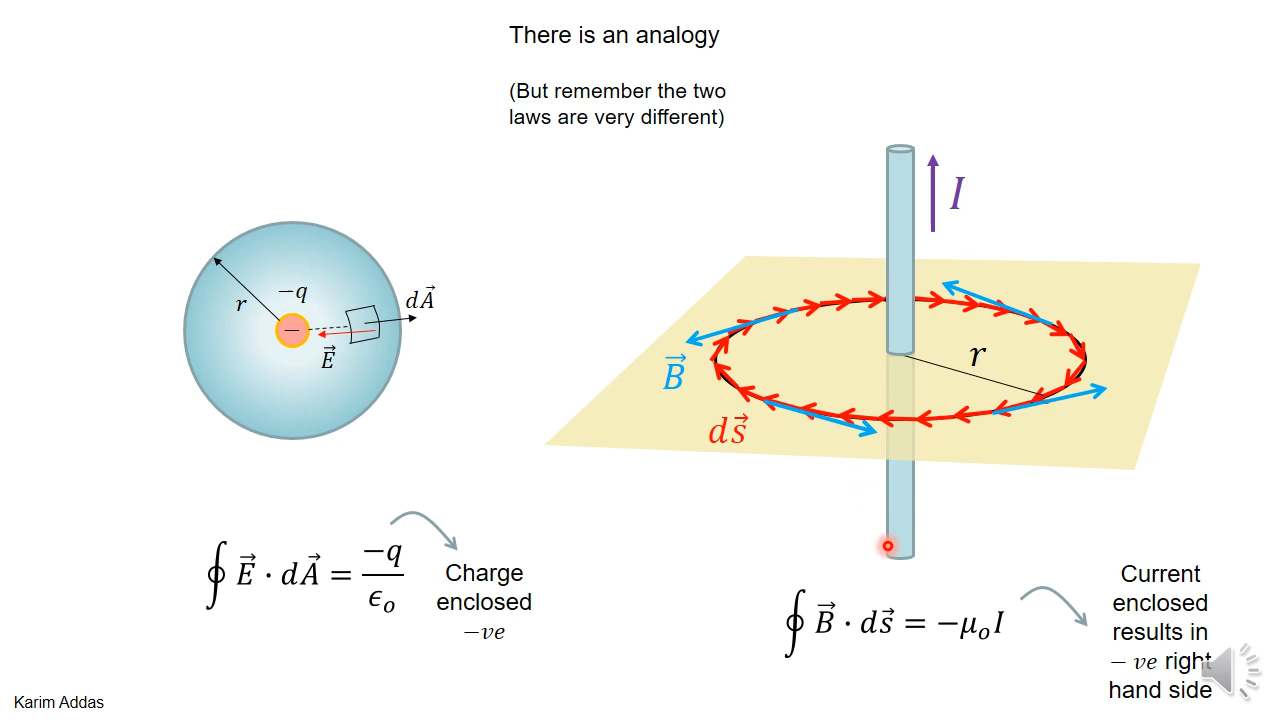 There is an analogy
(But remember the two
laws are very different)
I
−q
r
−
dA⃗
E⃗
r
B⃗
ds⃗
∮ E⃗ · dA⃗ = −q/ϵₒ
Charge
enclosed
−ve
∮ B⃗ · ds⃗ = −μₒI
Current
enclosed
results in
− ve right
hand side
Karim Addas